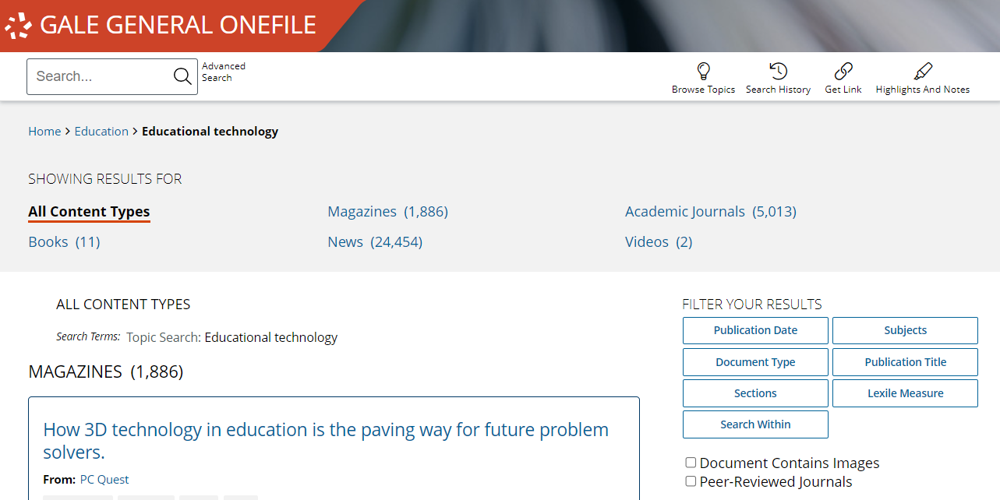 GALE GENERAL ONEFILE
Search...
Advanced
Search
Browse Topics
Search History
Get Link
Highlights And Notes
Home > Education > Educational technology
SHOWING RESULTS FOR
All Content Types
Magazines (1,886)
Academic Journals (5,013)
Books (11)
News (24,454)
Videos (2)
ALL CONTENT TYPES
Search Terms: Topic Search: Educational technology
MAGAZINES (1,886)
How 3D technology in education is the paving way for future problem
solvers.
From: PC Quest
FILTER YOUR RESULTS
Publication Date
Subjects
Document Type
Publication Title
Sections
Lexile Measure
Search Within
Document Contains Images
Peer-Reviewed Journals